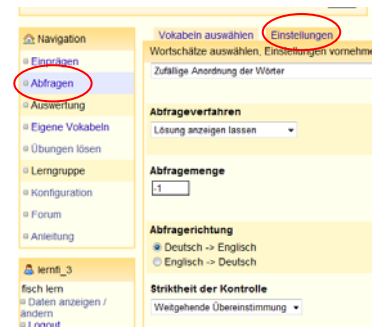 Navigation
Einprägen
Abfragen
Auswertung
Eigene Vokabeln
Übungen lösen
Lerngruppe
Konfiguration
Forum
Anleitung
lernfi_3
fisch lern
Daten anzeigen /
ändern
Logout
Vokabeln auswählen Einstellungen
Wortschätze auswählen, Einstellungen vornehme
Zufällige Anordnung der Wörter
Abfrageverfahren
Lösung anzeigen lassen
Abfragemenge
-1
Abfragerichtung
Deutsch -> Englisch
Englisch -> Deutsch
Striktheit der Kontrolle
Weitgehende Übereinstimmung